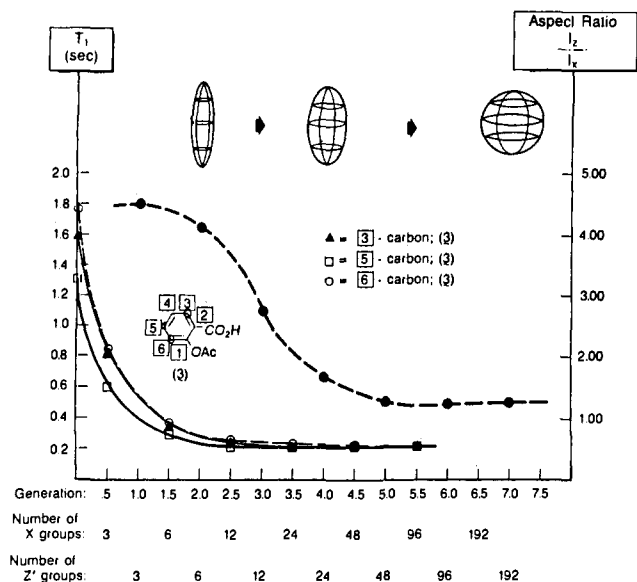 T₁
(sec)
Aspecl Ratio
I_z
I_x
2.0
1.8
1.6
1.4
1.2
1.0
0.8
0.6
0.4
0.2
5.00
4.00
3.00
2.00
1.00
▲ = 3 - carbon; (3)
□ = 5 - carbon; (3)
○ = 6 - carbon; (3)
4 3
2
5
CO₂H
6
1 OAc
(3)
Generation: .5 1.0 1.5 2.0 2.5 3.0 3.5 4.0 4.5 5.0 5.5 6.0 6.5 7.0 7.5
Number of
X groups: 3 6 12 24 48 96 192
Number of
Z' groups: 3 6 12 24 48 96 192